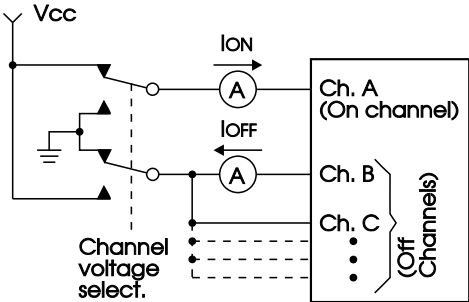 Vcc
ION
A
Ch. A
(On channel)
IOFF
A
Ch. B
Ch. C
(Off
Channels)
Channel
voltage
select.